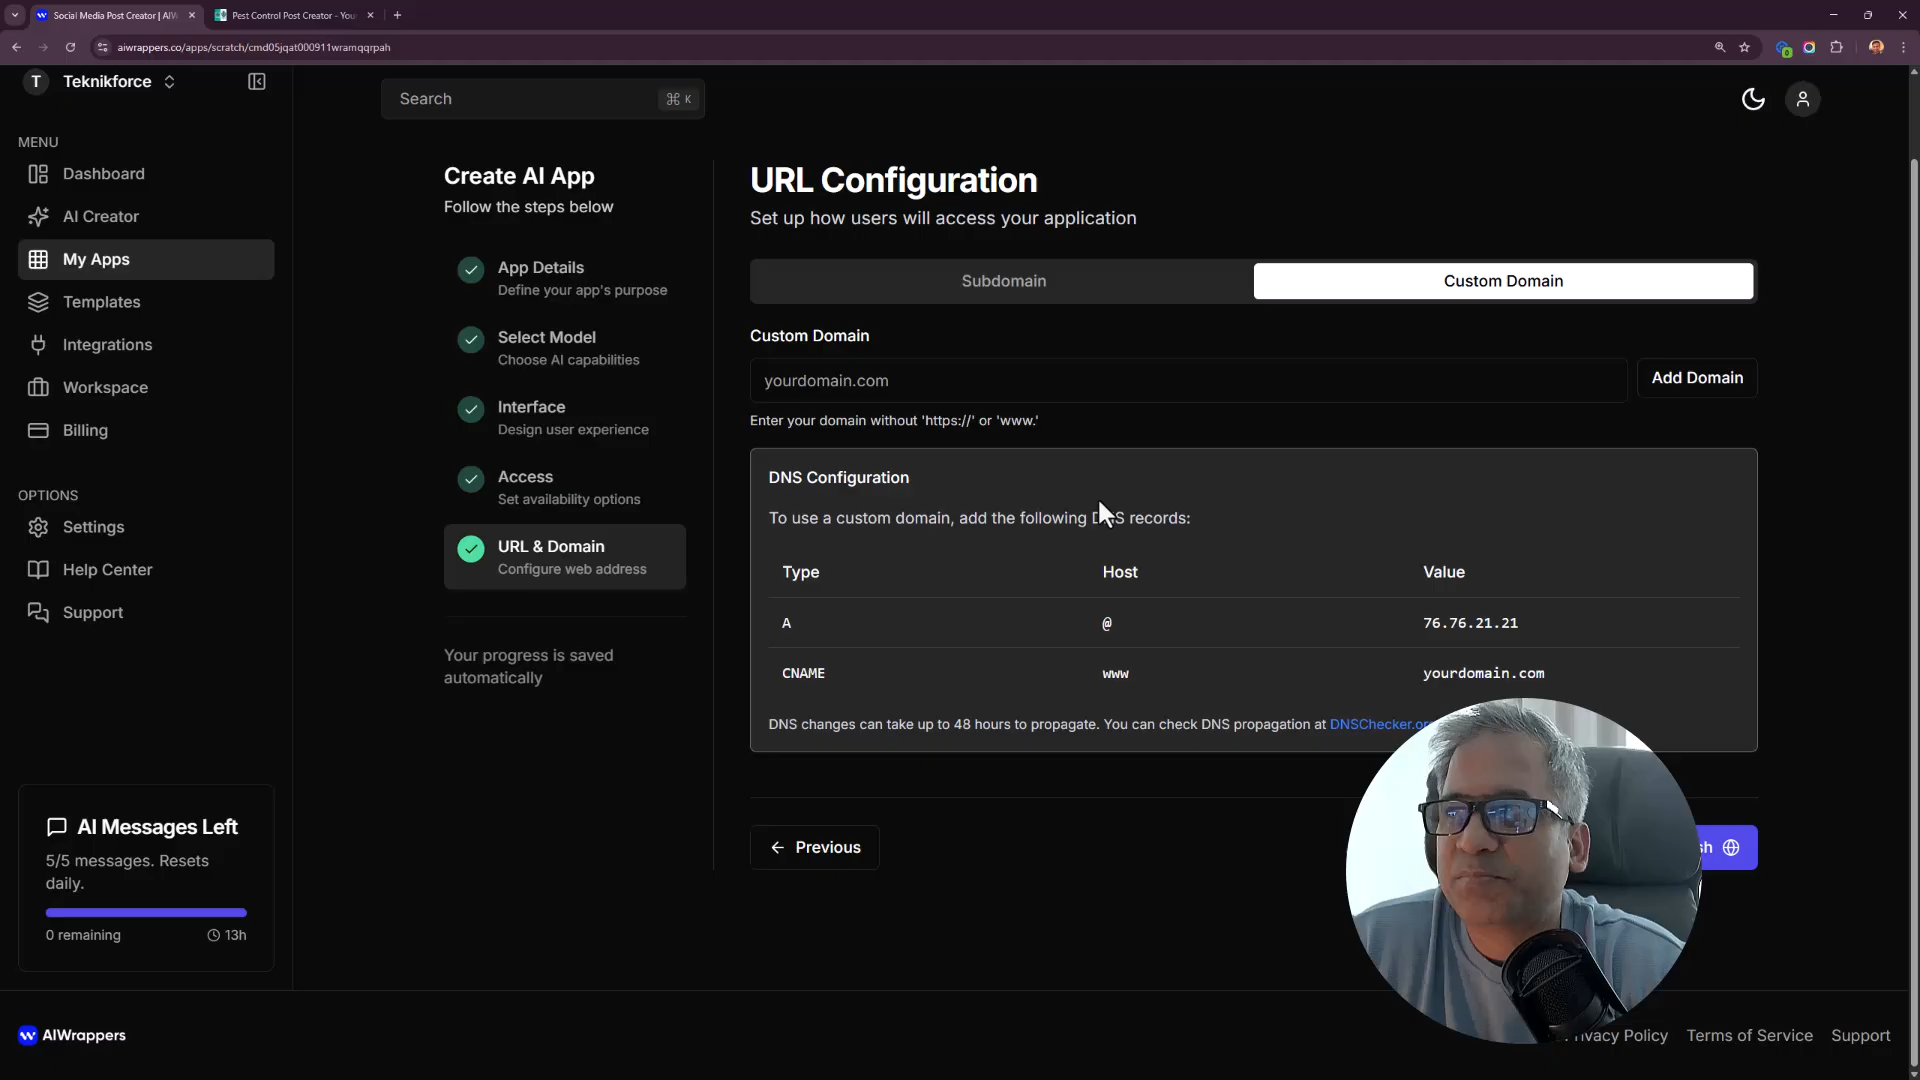 Social Media Post Creator | AIW
Pest Control Post Creator - You
aiwrappers.co/apps/scratch/cmd05jqat000911wramqqrpah
T
Teknikforce
Search
⌘ K
MENU
Dashboard
AI Creator
My Apps
Templates
Integrations
Workspace
Billing
OPTIONS
Settings
Help Center
Support
AI Messages Left
5/5 messages. Resets
daily.
0 remaining
13h
Create AI App
Follow the steps below
App Details
Define your app's purpose
Select Model
Choose AI capabilities
Interface
Design user experience
Access
Set availability options
URL & Domain
Configure web address
Your progress is saved
automatically
URL Configuration
Set up how users will access your application
Subdomain
Custom Domain
Custom Domain
yourdomain.com
Add Domain
Enter your domain without 'https://' or 'www.'
DNS Configuration
To use a custom domain, add the following DNS records:
Type Host Value
A @ 76.76.21.21
CNAME www yourdomain.com
DNS changes can take up to 48 hours to propagate. You can check DNS propagation at DNSChecker.or
Previous
AIWrappers
Privacy Policy
Terms of Service
Support